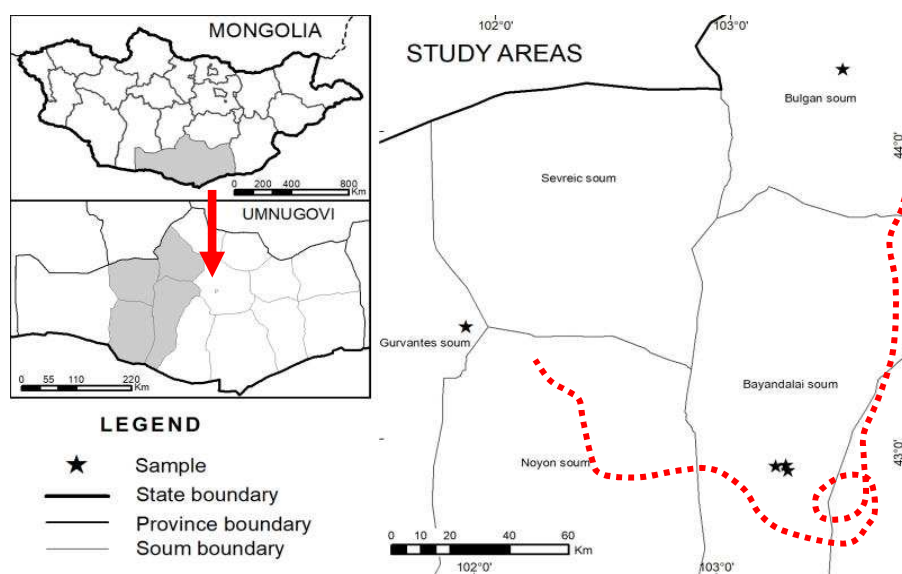 MONGOLIA
0 200 400 800
Km
UMNUGOVI
0 55 110 220
Km
LEGEND
Sample
State boundary
Province boundary
Soum boundary
102°0'
103°0'
STUDY AREAS
Bulgan soum
44°0'
Sevreic soum
Gurvantes soum
Bayandalai soum
Noyon soum
43°0'
0 5 10 20 40 60
Km
102°0'
103°0'